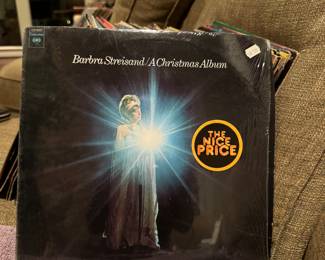 Barbra Streisand/A Christmas Album
THE
NICE
PRICE